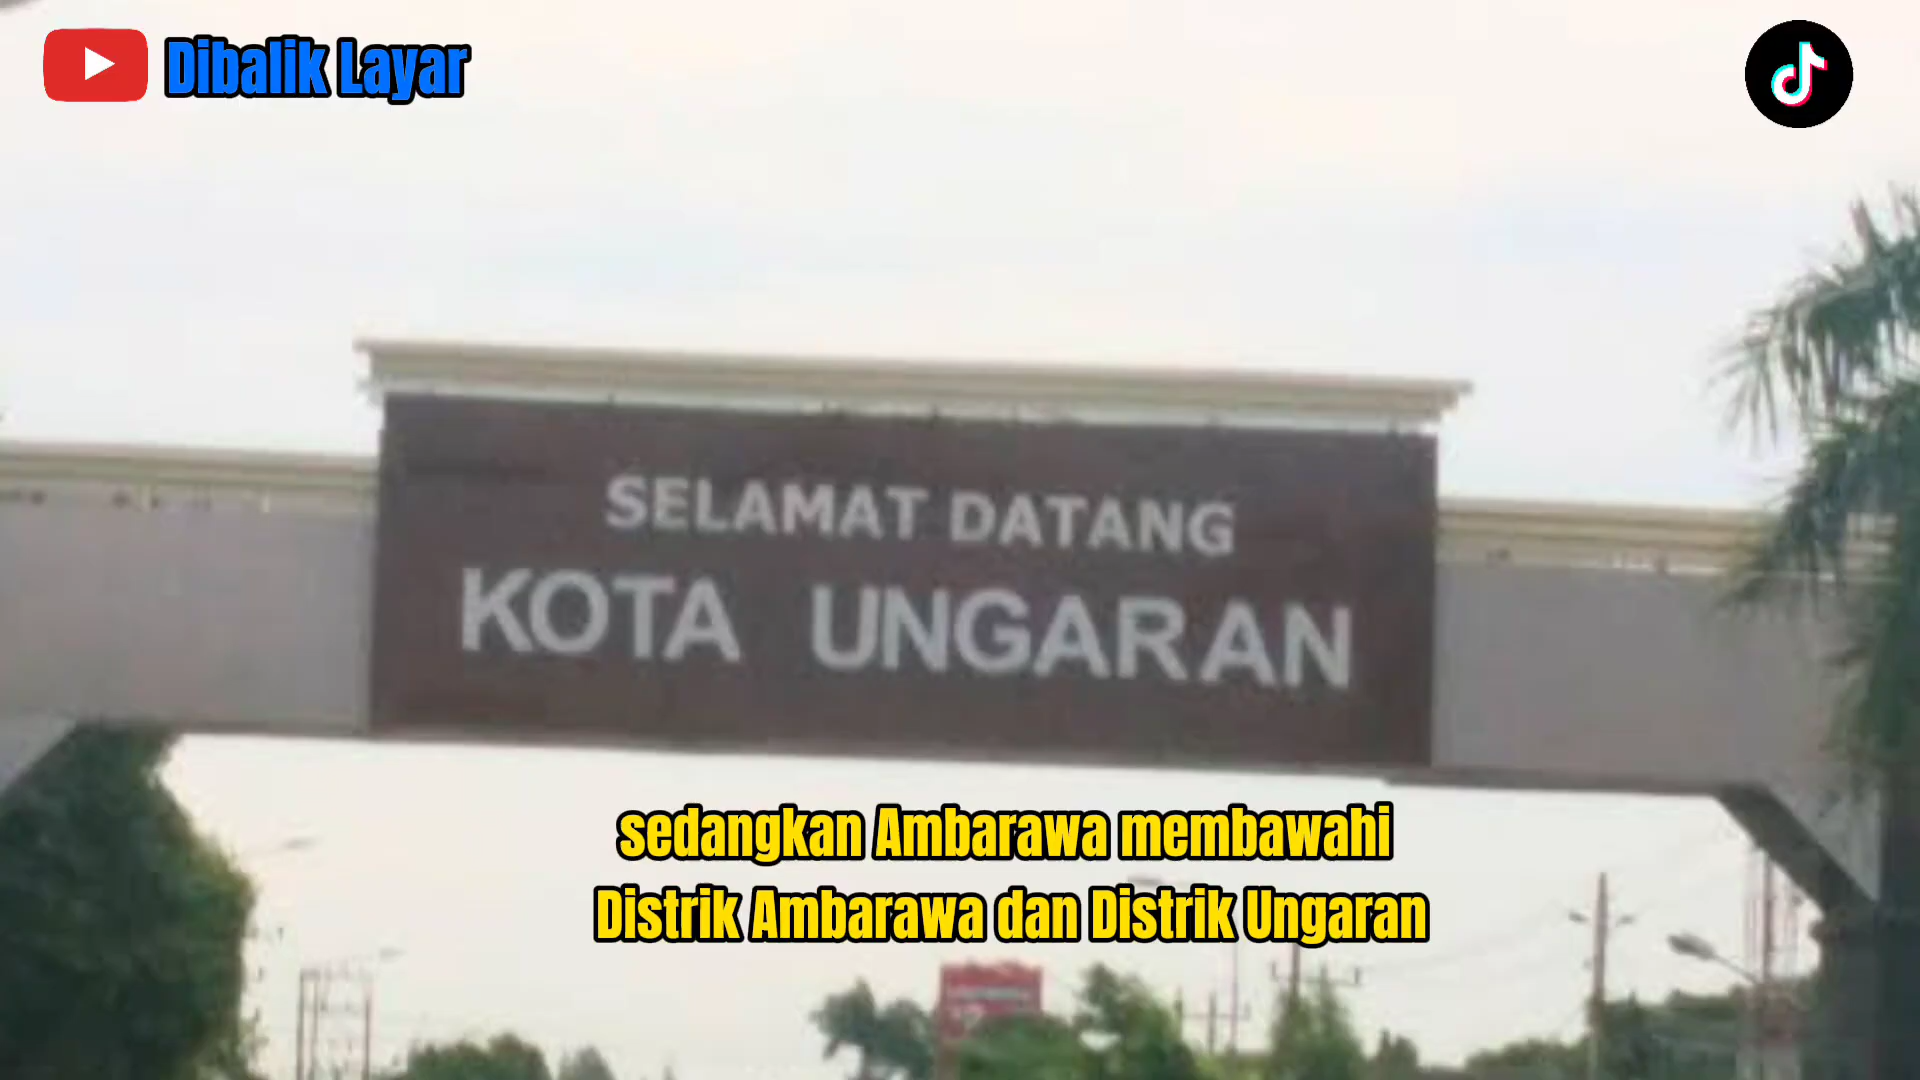 Dibalik Layar
SELAMAT DATANG
KOTA UNGARAN
sedangkan Ambarawa membawahi
Distrik Ambarawa dan Distrik Ungaran